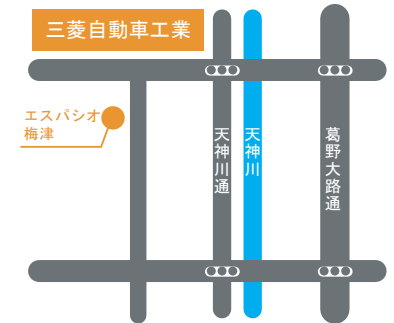 三菱自動車工業
エスパシオ
梅津
天神川通
天神川
葛野大路通